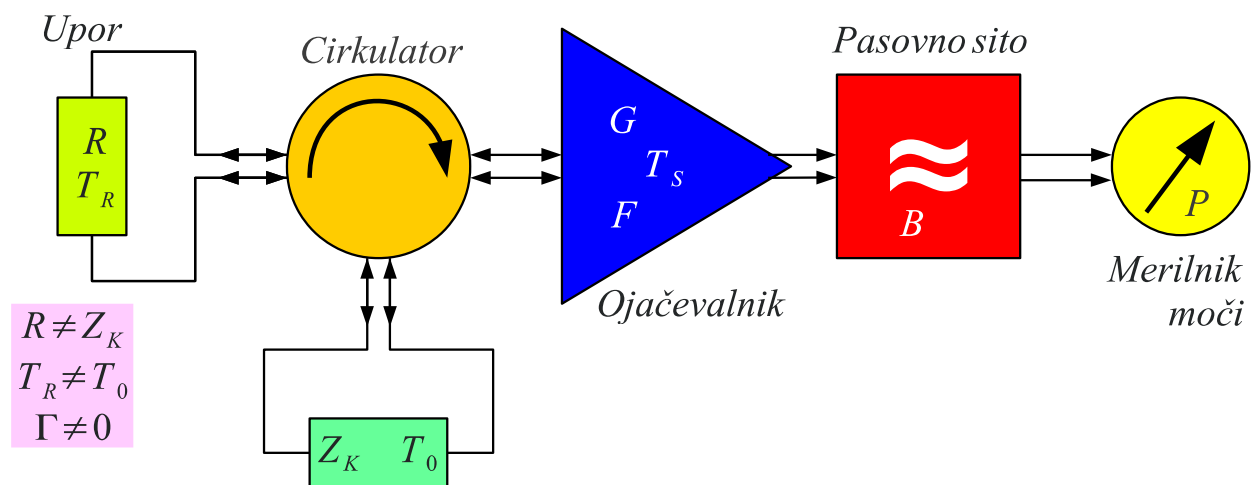 Upor
Cirkulator
Pasovno sito
R
T_R
G
T_S
F
≈
B
P
Ojačevalnik
Merilnik
moči
R≠Z_K
T_R≠T_0
Γ≠0
Z_K T_0